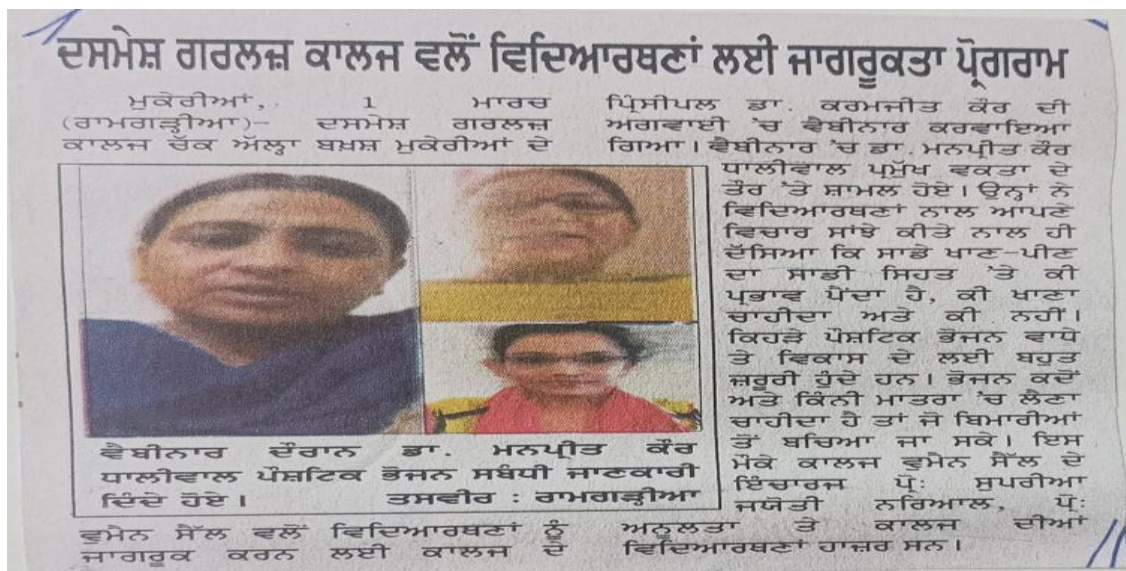 ਦਸਮੇਸ਼ ਗਰਲਜ਼ ਕਾਲਜ ਵਲੋਂ ਵਿਦਿਆਰਥਣਾਂ ਲਈ ਜਾਗਰੂਕਤਾ ਪ੍ਰੋਗਰਾਮ
ਮੁਕੇਰੀਆਂ, 1 ਮਾਰਚ
(ਰਾਮਗੜ੍ਹੀਆ)- ਦਸਮੇਸ਼ ਗਰਲਜ਼
ਕਾਲਜ ਚੱਕ ਅੱਲ੍ਹਾ ਬਖ਼ਸ਼ ਮੁਕੇਰੀਆਂ ਦੇ
ਵੈਬੀਨਾਰ ਦੌਰਾਨ ਡਾ. ਮਨਪ੍ਰੀਤ ਕੌਰ
ਧਾਲੀਵਾਲ ਪੌਸ਼ਟਿਕ ਭੋਜਨ ਸਬੰਧੀ ਜਾਣਕਾਰੀ
ਦਿੰਦੇ ਹੋਏ। ਤਸਵੀਰ : ਰਾਮਗੜ੍ਹੀਆ
ਵੁਮੈਨ ਸੈੱਲ ਵਲੋਂ ਵਿਦਿਆਰਥਣਾਂ ਨੂੰ
ਜਾਗਰੂਕ ਕਰਨ ਲਈ ਕਾਲਜ ਦੇ
ਪ੍ਰਿੰਸੀਪਲ ਡਾ. ਕਰਮਜੀਤ ਕੌਰ ਦੀ
ਅਗਵਾਈ 'ਚ ਵੈਬੀਨਾਰ ਕਰਵਾਇਆ
ਗਿਆ। ਵੈਬੀਨਾਰ 'ਚ ਡਾ. ਮਨਪ੍ਰੀਤ ਕੌਰ
ਧਾਲੀਵਾਲ ਪ੍ਰਮੁੱਖ ਵਕਤਾ ਦੇ
ਤੌਰ 'ਤੇ ਸ਼ਾਮਲ ਹੋਏ। ਉਨ੍ਹਾਂ ਨੇ
ਵਿਦਿਆਰਥਣਾਂ ਨਾਲ ਆਪਣੇ
ਵਿਚਾਰ ਸਾਂਝੇ ਕੀਤੇ ਨਾਲ ਹੀ
ਦੱਸਿਆ ਕਿ ਸਾਡੇ ਖਾਣ-ਪੀਣ
ਦਾ ਸਾਡੀ ਸਿਹਤ 'ਤੇ ਕੀ
ਪ੍ਰਭਾਵ ਪੈਂਦਾ ਹੈ, ਕੀ ਖਾਣਾ
ਚਾਹੀਦਾ ਅਤੇ ਕੀ ਨਹੀਂ।
ਕਿਹੜੇ ਪੌਸ਼ਟਿਕ ਭੋਜਨ ਵਾਧੇ
ਤੇ ਵਿਕਾਸ ਦੇ ਲਈ ਬਹੁਤ
ਜ਼ਰੂਰੀ ਹੁੰਦੇ ਹਨ। ਭੋਜਨ ਕਦੋਂ
ਅਤੇ ਕਿੰਨੀ ਮਾਤਰਾ 'ਚ ਲੈਣਾ
ਚਾਹੀਦਾ ਹੈ ਤਾਂ ਜੋ ਬਿਮਾਰੀਆਂ
ਤੋਂ ਬਚਿਆ ਜਾ ਸਕੇ। ਇਸ
ਮੌਕੇ ਕਾਲਜ ਵੁਮੈਨ ਸੈੱਲ ਦੇ
ਇੰਚਾਰਜ ਪ੍ਰੋ: ਸੁਪਰੀਆ
ਜਯੋਤੀ ਨਰਿਆਲ, ਪ੍ਰੋ:
ਅਨੂਲਤਾ ਤੇ ਕਾਲਜ ਦੀਆਂ
ਵਿਦਿਆਰਥਣਾਂ ਹਾਜ਼ਰ ਸਨ।